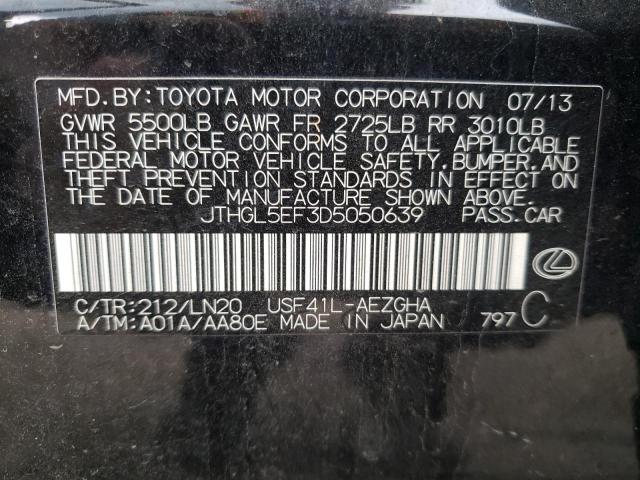 MFD.BY:TOYOTA MOTOR CORPORATION 07/13
GVWR 5500LB GAWR FR 2725LB RR 3010LB
THIS VEHICLE CONFORMS TO ALL APPLICABLE
FEDERAL MOTOR VEHICLE SAFETY,BUMPER,AND
THEFT PREVENTION STANDARDS IN EFFECT ON
THE DATE OF MANUFACTURE SHOWN ABOVE.
JTHGL5EF3D5050639 PASS.CAR
C/TR:212/LN20 USF41L-AEZGHA
A/TM:A01A/AA80E MADE IN JAPAN 797 C